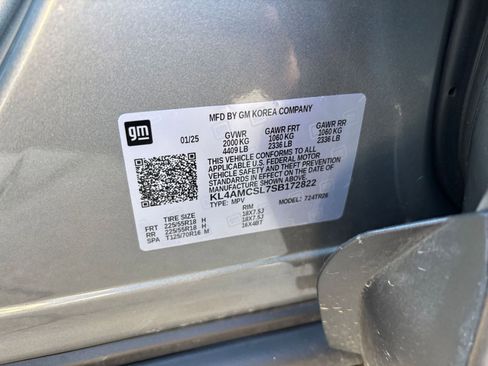 MFD BY GM KOREA COMPANY
gm
01/25
GVWR GAWR FRT GAWR RR
2000 KG 1060 KG 1060 KG
4409 LB 2336 LB 2336 LB
THIS VEHICLE CONFORMS TO ALL
APPLICABLE U.S. FEDERAL MOTOR
VEHICLE SAFETY AND THEFT
PREVENTION STANDARDS IN
EFFECT ON THE DATE OF
MANUFACTURE SHOWN ABOVE.
KL4AMCSL7SB172822
TYPE: MPV MODEL: 724TR26
TIRE SIZE RIM
FRT 225/55R18 H 18X7.5J
RR 225/55R18 H 18X7.5J
SPA T125/70R16 M 16X4BT